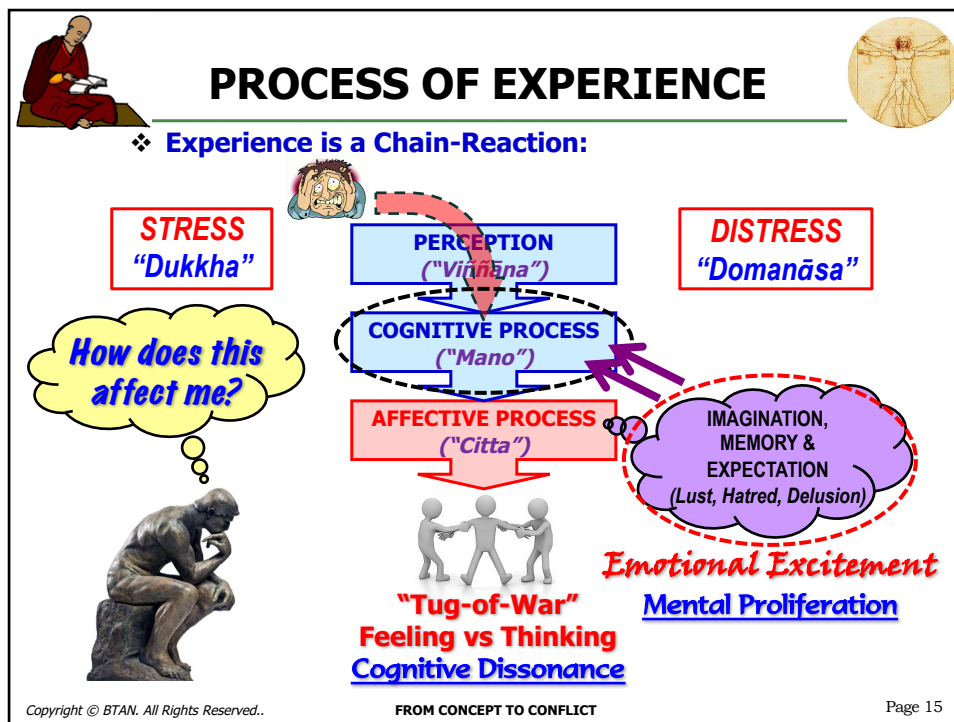 PROCESS OF EXPERIENCE
❖ Experience is a Chain-Reaction:
STRESS
“Dukkha”
PERCEPTION
(“Viññāna”)
DISTRESS
“Domanāsa”
COGNITIVE PROCESS
(“Mano”)
How does this
affect me?
AFFECTIVE PROCESS
(“Citta”)
IMAGINATION,
MEMORY &
EXPECTATION
(Lust, Hatred, Delusion)
Emotional Excitement
Mental Proliferation
“Tug-of-War”
Feeling vs Thinking
Cognitive Dissonance
Copyright © BTAN. All Rights Reserved..
FROM CONCEPT TO CONFLICT
Page 15